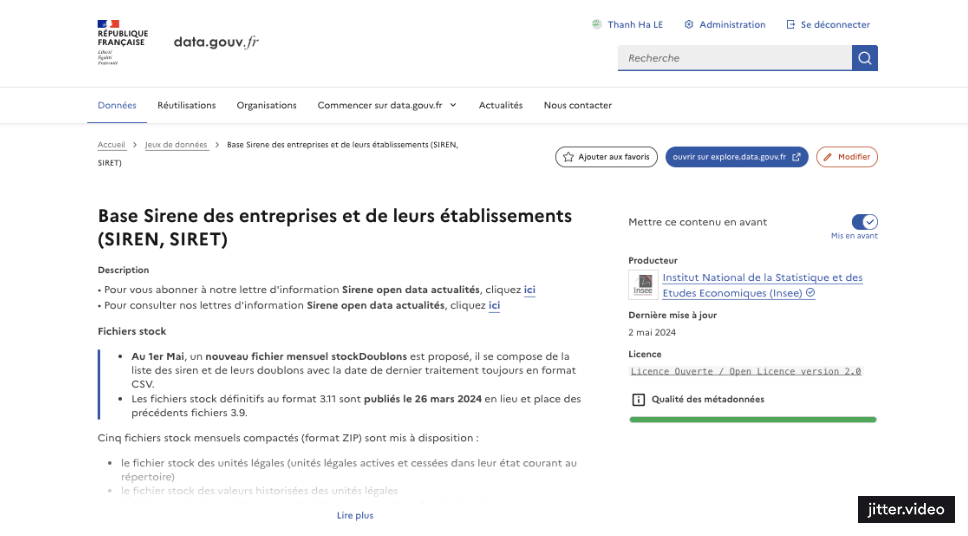 RÉPUBLIQUE
FRANÇAISE
Liberté
Égalité
Fraternité
data.gouv.fr
Thanh Ha LE
Administration
Se déconnecter
Recherche
Données
Réutilisations
Organisations
Commencer sur data.gouv.fr
Actualités
Nous contacter
Accueil > Jeux de données > Base Sirene des entreprises et de leurs établissements (SIREN,
SIRET)
Ajouter aux favoris
ouvrir sur explore.data.gouv.fr
Modifier
Base Sirene des entreprises et de leurs établissements
(SIREN, SIRET)
Description
• Pour vous abonner à notre lettre d'information Sirene open data actualités, cliquez ici
• Pour consulter nos lettres d'information Sirene open data actualités, cliquez ici
Fichiers stock
• Au 1er Mai, un nouveau fichier mensuel stockDoublons est proposé, il se compose de la
liste des siren et de leurs doublons avec la date de dernier traitement toujours en format
CSV.
• Les fichiers stock définitifs au format 3.11 sont publiés le 26 mars 2024 en lieu et place des
précédents fichiers 3.9.
Cinq fichiers stock mensuels compactés (format ZIP) sont mis à disposition :
• le fichier stock des unités légales (unités légales actives et cessées dans leur état courant au
répertoire)
• le fichier stock des valeurs historisées des unités légales
Lire plus
Mettre ce contenu en avant
Mis en avant
Producteur
Insee
Institut National de la Statistique et des
Etudes Economiques (Insee)
Dernière mise à jour
2 mai 2024
Licence
Licence Ouverte / Open Licence version 2.0
Qualité des métadonnées
jitter.video